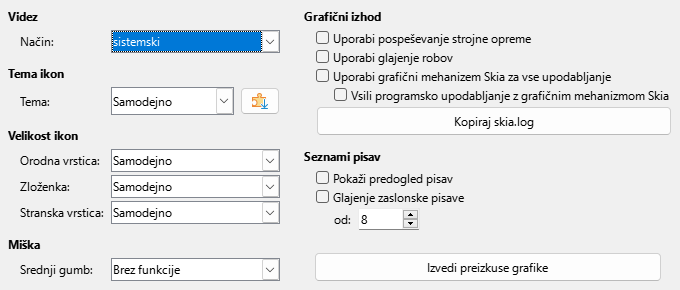 Videz
Način: sistemski
Tema ikon
Tema: Samodejno
Velikost ikon
Orodna vrstica: Samodejno
Zloženka: Samodejno
Stranska vrstica: Samodejno
Miška
Srednji gumb: Brez funkcije
Grafični izhod
Uporabi pospeševanje strojne opreme
Uporabi glajenje robov
Uporabi grafični mehanizem Skia za vse upodabljanje
Vsili programsko upodabljanje z grafičnim mehanizmom Skia
Kopiraj skia.log
Seznami pisav
Pokaži predogled pisav
Glajenje zaslonske pisave
od: 8
Izvedi preizkuse grafike